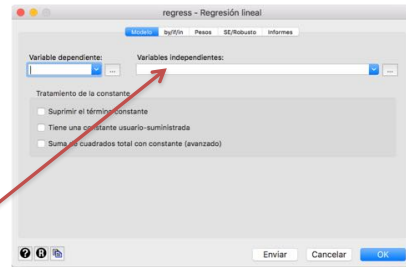 regress - Regresión lineal
Modelo by/if/in Pesos SE/Robusto Informes
Variable dependiente: Variables independientes:
Tratamiento de la constante
Suprimir el término constante
Tiene una constante usuario-suministrada
Suma de cuadrados total con constante (avanzado)
Enviar Cancelar OK